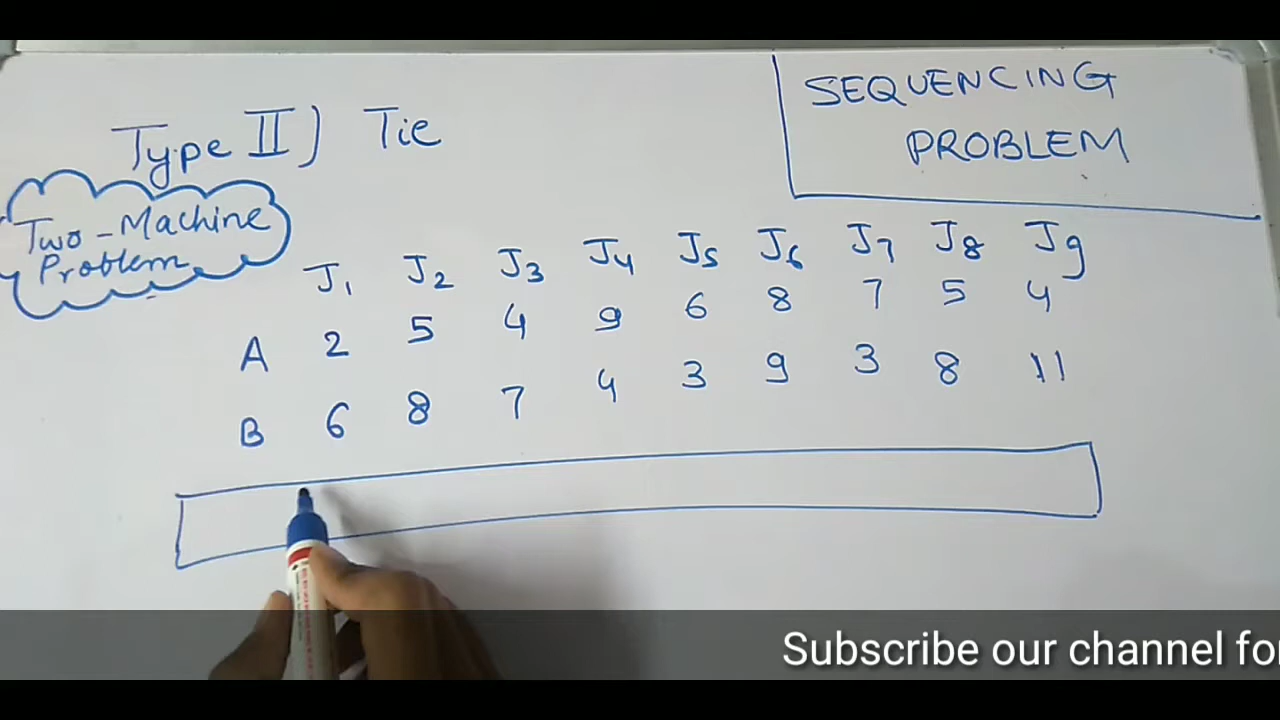 SEQUENCING
PROBLEM
Type II) Tie
Two-Machine
Problem
J1 J2 J3 J4 J5 J6 J7 J8 J9
A 2 5 4 9 6 8 7 5 4
B 6 8 7 4 3 9 3 8 11
Subscribe our channel for